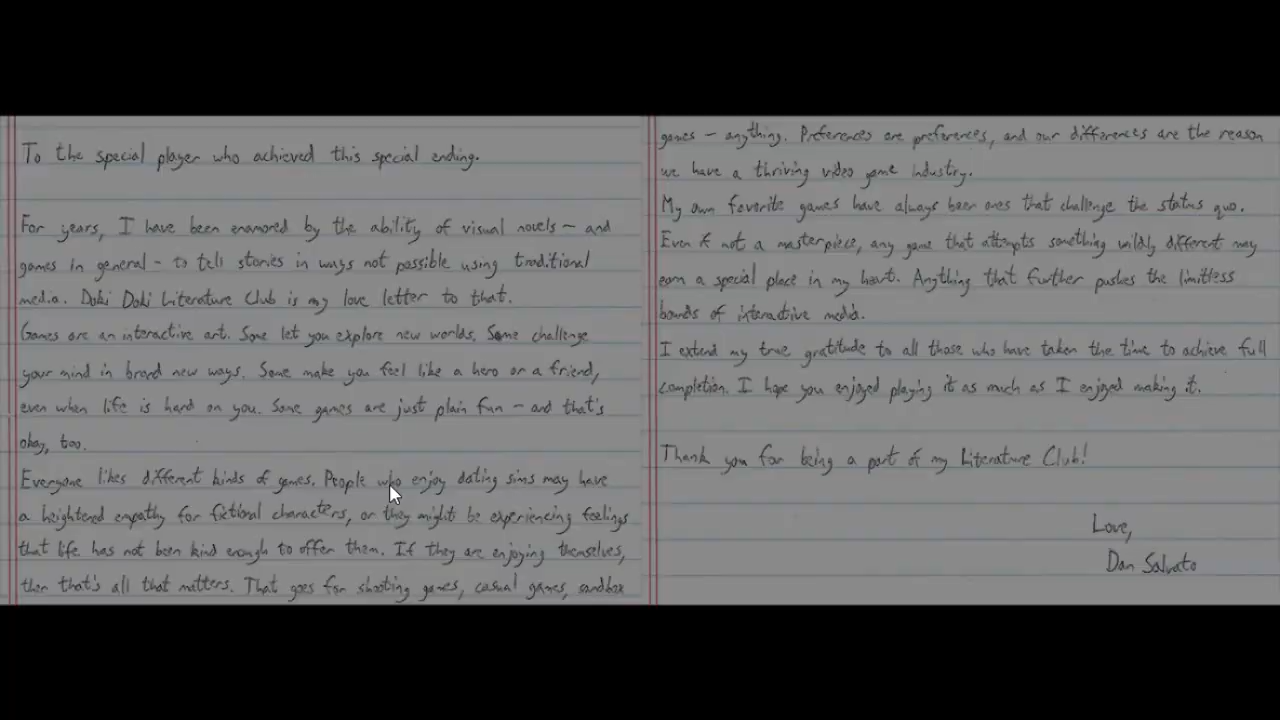 To the special player who achieved this special ending.
For years, I have been enamored by the ability of visual novels - and
games in general - to tell stories in ways not possible using traditional
media. Doki Doki Literature Club is my love letter to that.
Games are an interactive art. Some let you explore new worlds. Some challenge
your mind in brand new ways. Some make you feel like a hero or a friend,
even when life is hard on you. Some games are just plain fun - and that's
okay, too.
Everyone likes different kinds of games. People who enjoy dating sims may have
a heightened empathy for fictional characters, or they might be experiencing feelings
that life has not been kind enough to offer them. If they are enjoying themselves,
then that's all that matters. That goes for shooting games, casual games, sandbox
games - anything. Preferences are preferences, and our differences are the reason
we have a thriving video game industry.
My own favorite games have always been ones that challenge the status quo.
Even if not a masterpiece, any game that attempts something wildly different may
earn a special place in my heart. Anything that further pushes the limitless
bounds of interactive media.
I extend my true gratitude to all those who have taken the time to achieve full
completion. I hope you enjoyed playing it as much as I enjoyed making it.
Thank you for being a part of my Literature Club!
Love,
Dan Salvato